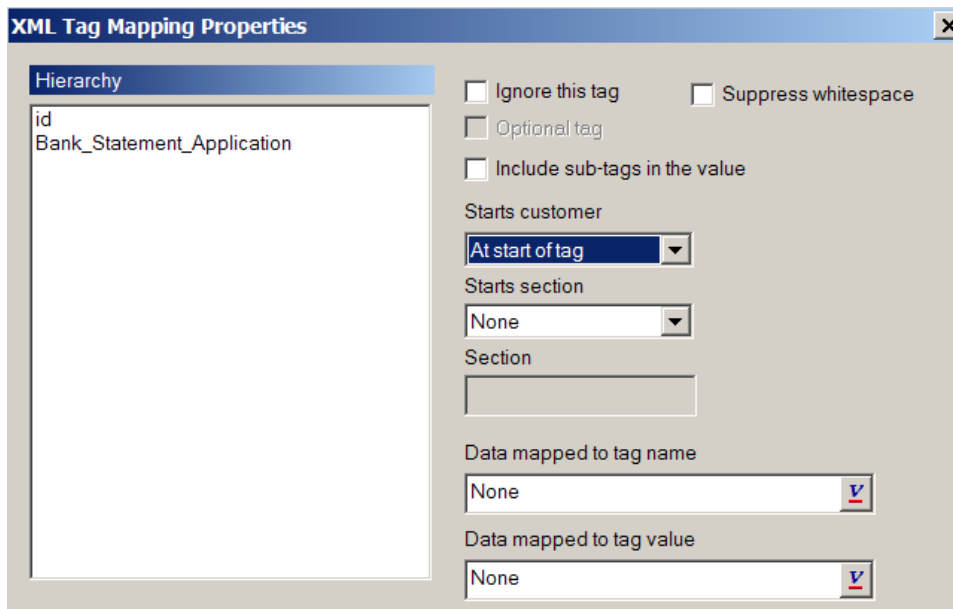 XML Tag Mapping Properties
Hierarchy
id
Bank_Statement_Application
Ignore this tag
Suppress whitespace
Optional tag
Include sub-tags in the value
Starts customer
At start of tag
Starts section
None
Section
Data mapped to tag name
None
Data mapped to tag value
None